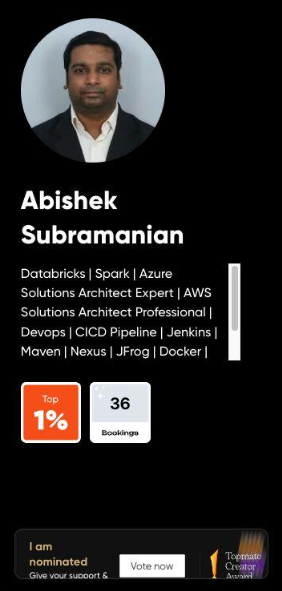 Abishek
Subramanian
Databricks | Spark | Azure
Solutions Architect Expert | AWS
Solutions Architect Professional |
Devops | CICD Pipeline | Jenkins |
Maven | Nexus | JFrog | Docker |
Top
1%
36
Bookings
I am
nominated
Give your support &
Vote now
Topmate
Creator
Award